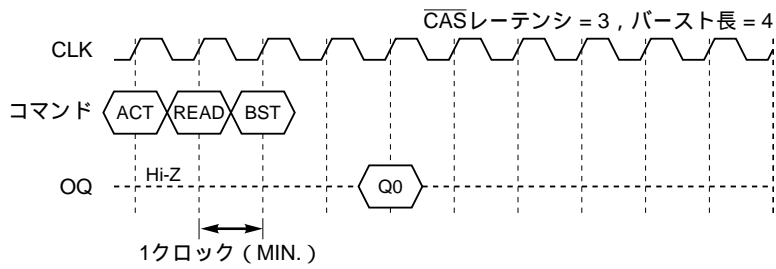 CASレーテンシ = 3 , バースト長 = 4
CLK
コマンド ACT READ BST
OQ Hi-Z Q0
1クロック ( MIN. )